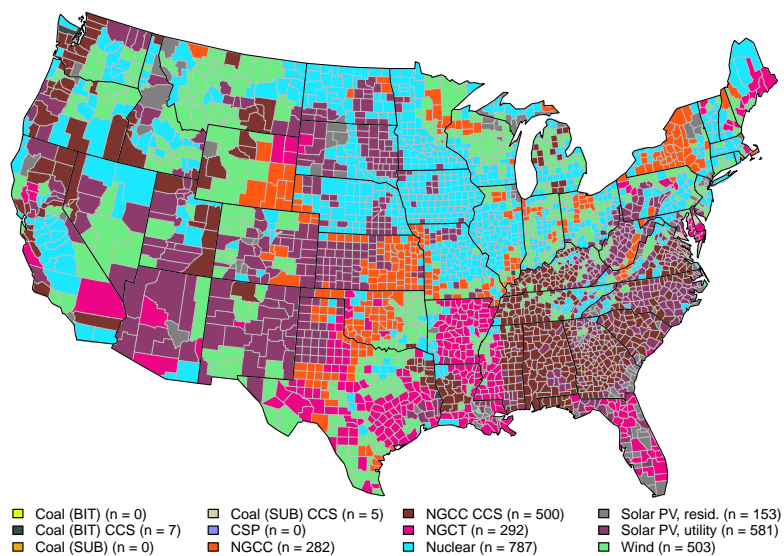 Coal (BIT) (n = 0)
Coal (BIT) CCS (n = 7)
Coal (SUB) (n = 0)
Coal (SUB) CCS (n = 5)
CSP (n = 0)
NGCC (n = 282)
NGCC CCS (n = 500)
NGCT (n = 292)
Nuclear (n = 787)
Solar PV, resid. (n = 153)
Solar PV, utility (n = 581)
Wind (n = 503)